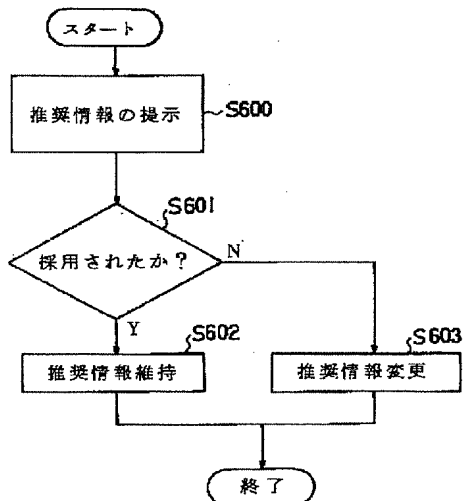 スタート
推奨情報の提示
S600
S601
採用されたか？
N
Y
S602
推奨情報維持
S603
推奨情報変更
終了